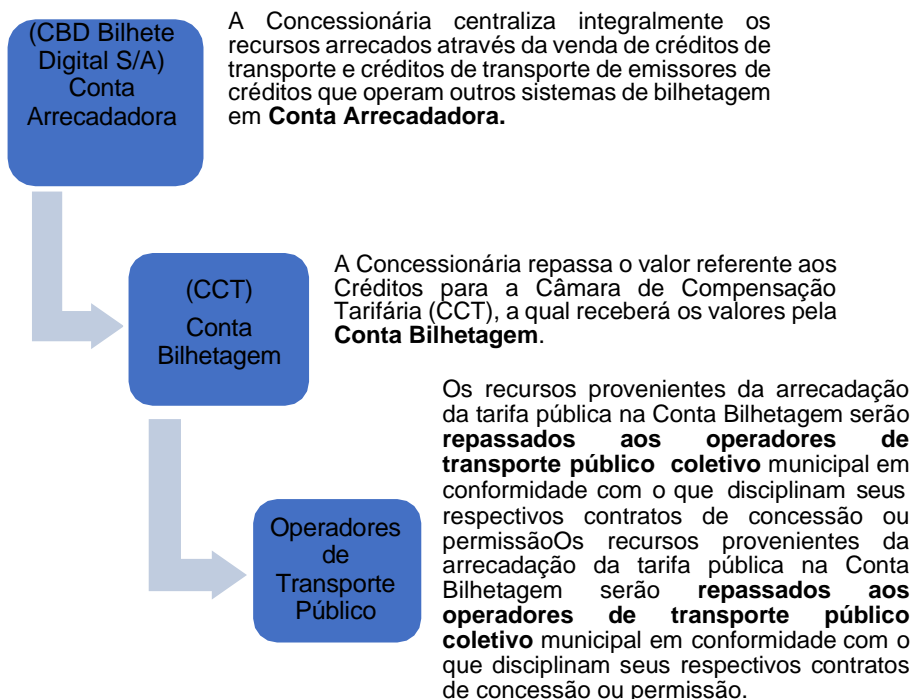 (CBD Bilhete
Digital S/A)
Conta
Arrecadadora
A Concessionária centraliza integralmente os
recursos arrecados através da venda de créditos de
transporte e créditos de transporte de emissores de
créditos que operam outros sistemas de bilhetagem
em Conta Arrecadadora.
(CCT)
Conta
Bilhetagem
A Concessionária repassa o valor referente aos
Créditos para a Câmara de Compensação
Tarifária (CCT), a qual receberá os valores pela
Conta Bilhetagem.
Operadores
de
Transporte
Público
Os recursos provenientes da arrecadação
da tarifa pública na Conta Bilhetagem serão
repassados aos operadores de
transporte público coletivo municipal em
conformidade com o que disciplinam seus
respectivos contratos de concessão ou
permissãoOs recursos provenientes da
arrecadação da tarifa pública na Conta
Bilhetagem serão repassados aos
operadores de transporte público
coletivo municipal em conformidade com o
que disciplinam seus respectivos contratos
de concessão ou permissão.